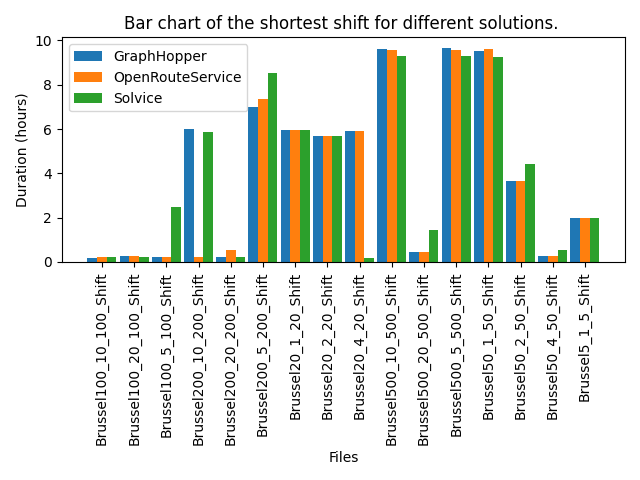 Bar chart of the shortest shift for different solutions.
GraphHopper
OpenRouteService
Solvice
Duration (hours)
10
8
6
4
2
0
Brussel100_10_100_Shift
Brussel100_20_100_Shift
Brussel100_5_100_Shift
Brussel200_10_200_Shift
Brussel200_20_200_Shift
Brussel200_5_200_Shift
Brussel20_1_20_Shift
Brussel20_2_20_Shift
Brussel20_4_20_Shift
Brussel500_10_500_Shift
Brussel500_20_500_Shift
Brussel500_5_500_Shift
Brussel50_1_50_Shift
Brussel50_2_50_Shift
Brussel50_4_50_Shift
Brussel5_1_5_Shift
Files